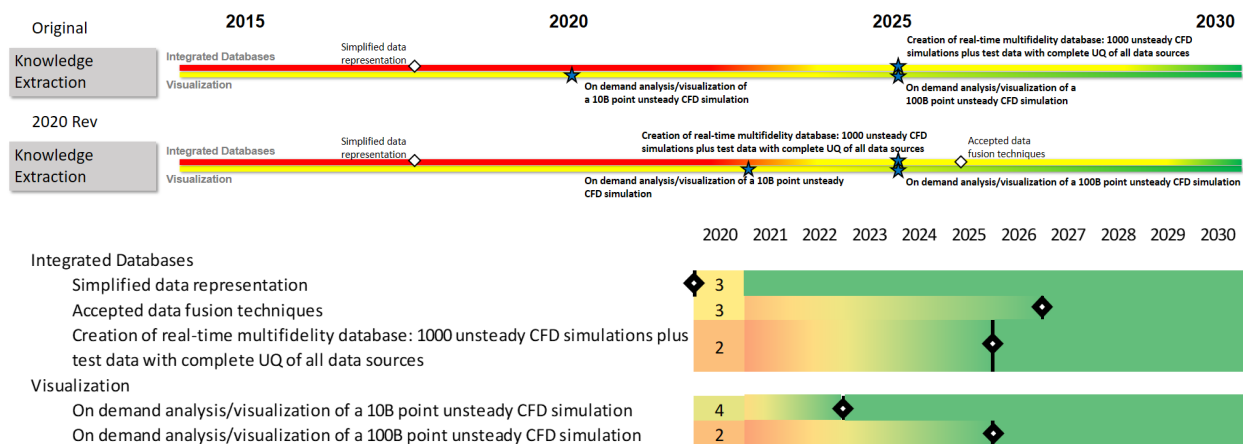 Original
2015
2020
2025
2030
Knowledge
Extraction
Integrated Databases
Visualization
Simplified data
representation
On demand analysis/visualization of
a 10B point unsteady CFD simulation
Creation of real-time multifidelity database: 1000 unsteady CFD
simulations plus test data with complete UQ of all data sources
On demand analysis/visualization of a
100B point unsteady CFD simulation
2020 Rev
Knowledge
Extraction
Integrated Databases
Visualization
Simplified data
representation
Creation of real-time multifidelity database: 1000 unsteady CFD
simulations plus test data with complete UQ of all data sources
Accepted data
fusion techniques
On demand analysis/visualization of a 10B point unsteady
CFD simulation
On demand analysis/visualization of a 100B point unsteady CFD simulation
2020 2021 2022 2023 2024 2025 2026 2027 2028 2029 2030
Integrated Databases
Simplified data representation 3
Accepted data fusion techniques 3
Creation of real-time multifidelity database: 1000 unsteady CFD simulations plus
test data with complete UQ of all data sources 2
Visualization
On demand analysis/visualization of a 10B point unsteady CFD simulation 4
On demand analysis/visualization of a 100B point unsteady CFD simulation 2